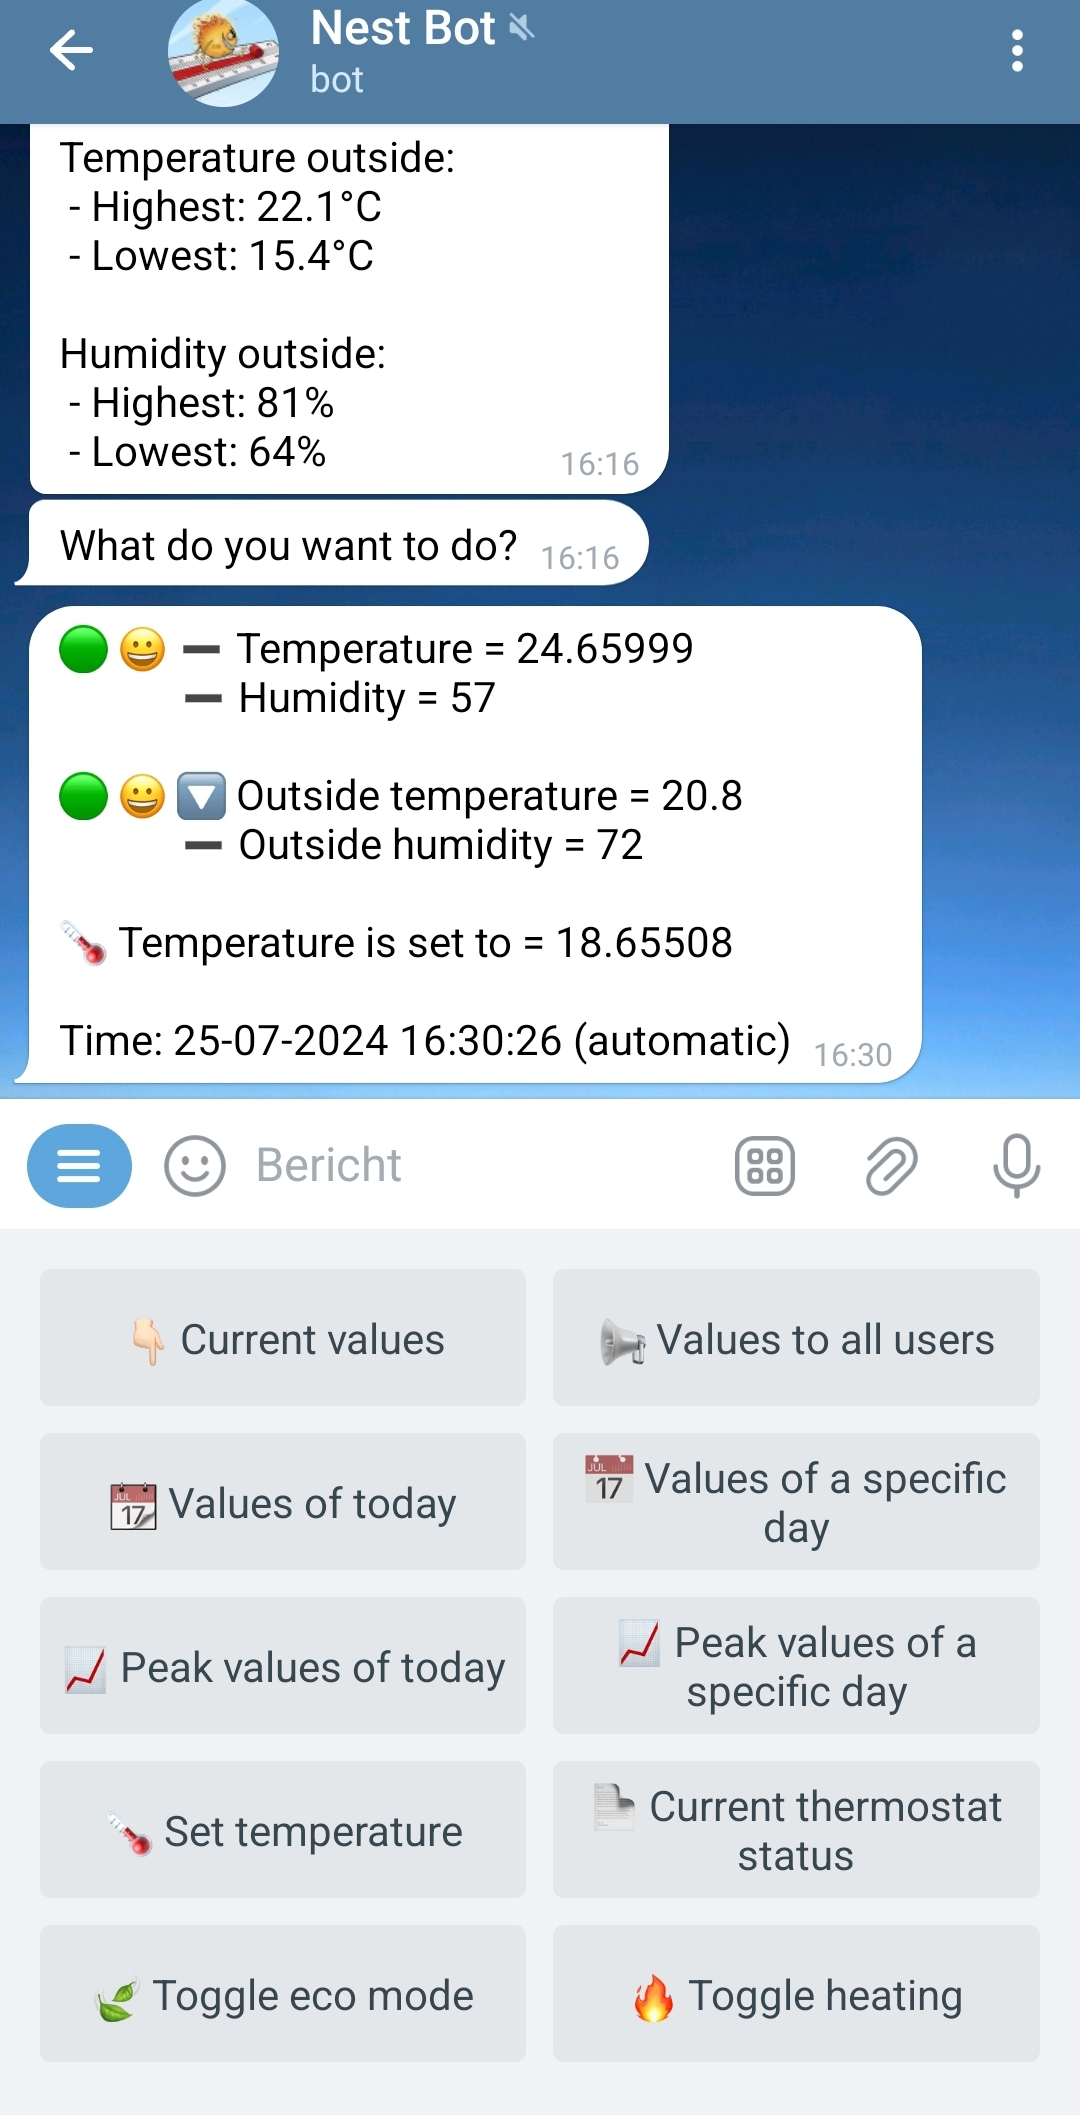 Nest Bot
bot
Temperature outside:
- Highest: 22.1°C
- Lowest: 15.4°C
Humidity outside:
- Highest: 81%
- Lowest: 64%
16:16
What do you want to do? 16:16
🟢 😀 ➖ Temperature = 24.65999
➖ Humidity = 57
🟢 😀 🔽 Outside temperature = 20.8
➖ Outside humidity = 72
🌡️ Temperature is set to = 18.65508
Time: 25-07-2024 16:30:26 (automatic) 16:30
Bericht
👇🏻 Current values
📢 Values to all users
📆 Values of today
📅 Values of a specific
day
📈 Peak values of today
📈 Peak values of a
specific day
🌡️ Set temperature
📄 Current thermostat
status
🍃 Toggle eco mode
🔥 Toggle heating